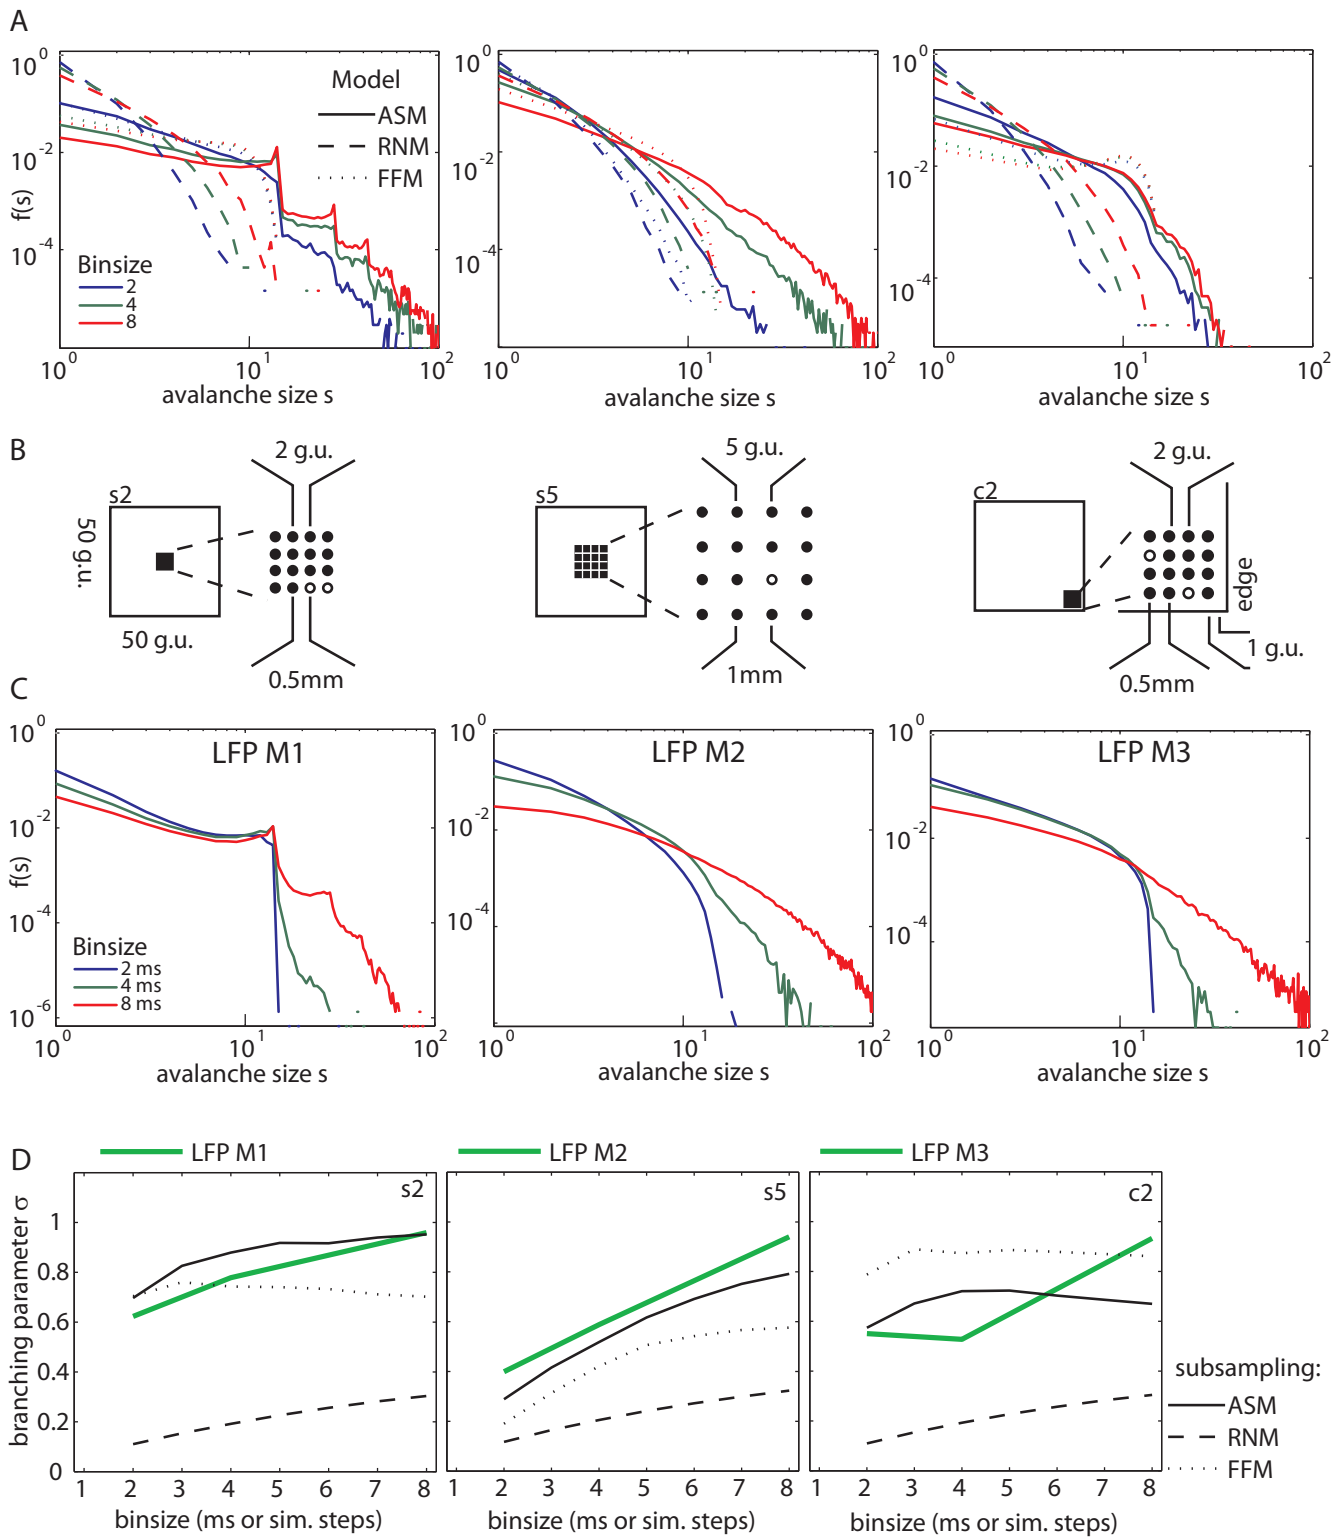 A
10^0
10^-2
10^-4
f(s)
Model
ASM
RNM
FFM
Binsize
2
4
8
10^0
10^1
10^2
avalanche size s
10^0
10^-2
10^-4
10^0
10^1
10^2
avalanche size s
10^0
10^-2
10^-4
10^0
10^1
10^2
avalanche size s
B
2 g.u.
s2
50 g.u.
50 g.u.
0.5mm
5 g.u.
s5
1mm
2 g.u.
c2
edge
1 g.u.
0.5mm
C
10^0
10^-2
10^-4
10^-6
f(s)
LFP M1
Binsize
2 ms
4 ms
8 ms
10^0
10^1
10^2
avalanche size s
10^0
10^-2
10^-4
LFP M2
10^0
10^1
10^2
avalanche size s
10^0
10^-2
10^-4
LFP M3
10^0
10^1
10^2
avalanche size s
D
LFP M1
s2
branching parameter σ
1
0.8
0.6
0.4
0.2
0
1 2 3 4 5 6 7 8
binsize (ms or sim. steps)
LFP M2
s5
1 2 3 4 5 6 7 8
binsize (ms or sim. steps)
LFP M3
c2
1 2 3 4 5 6 7 8
binsize (ms or sim. steps)
subsampling:
ASM
RNM
FFM